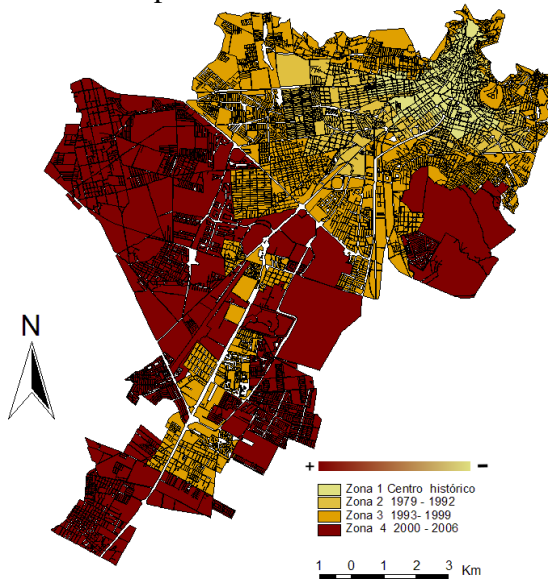 N
+ -
Zona 1 Centro histórico
Zona 2 1979 - 1992
Zona 3 1993- 1999
Zona 4 2000 - 2006
1 0 1 2 3 Km